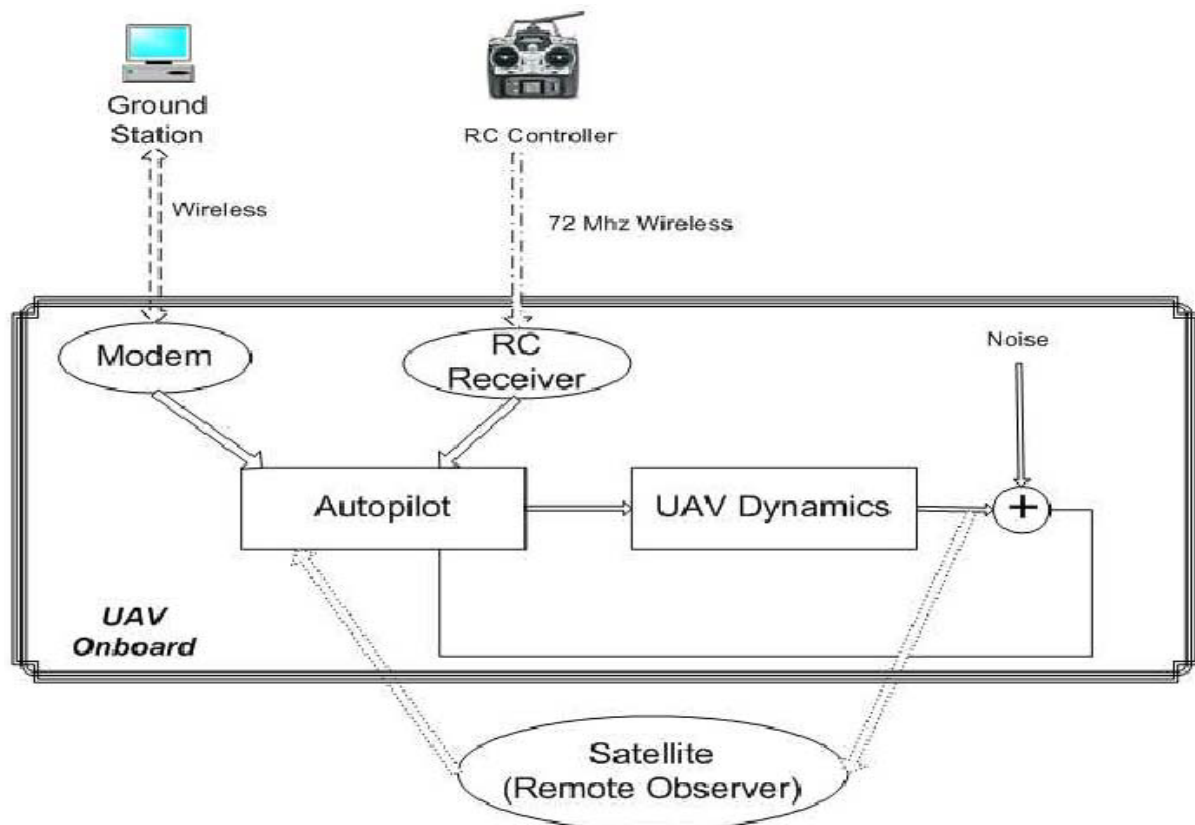 Ground
Station
RC Controller
Wireless
72 Mhz Wireless
Modem
RC
Receiver
Noise
Autopilot
UAV Dynamics
+
UAV
Onboard
Satellite
(Remote Observer)